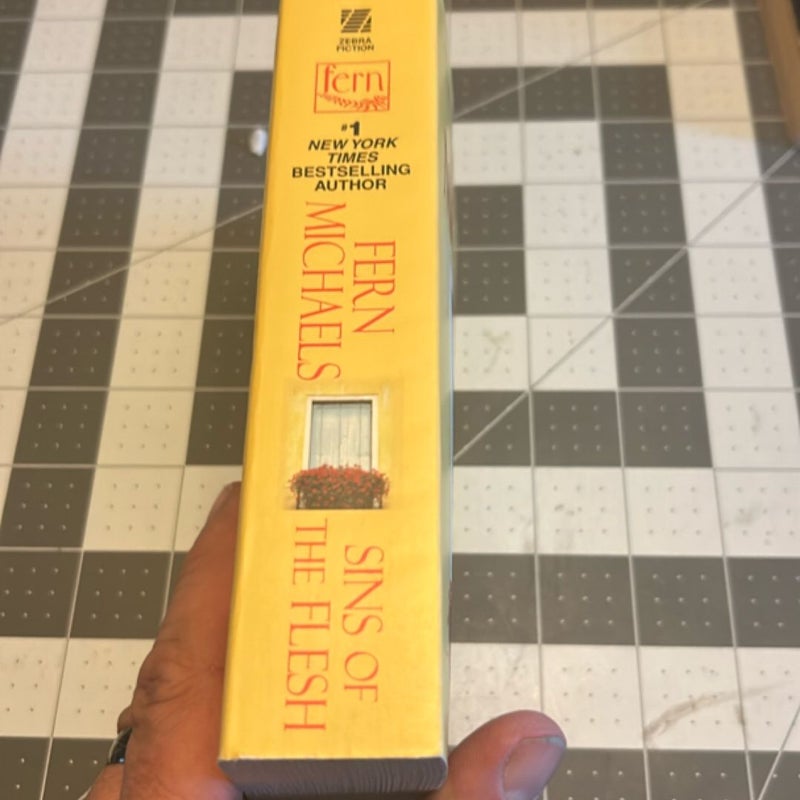 ZEBRA
FICTION
fern
#1
NEW YORK
TIMES
BESTSELLING
AUTHOR
FERN
MICHAELS
SINS OF
THE FLESH